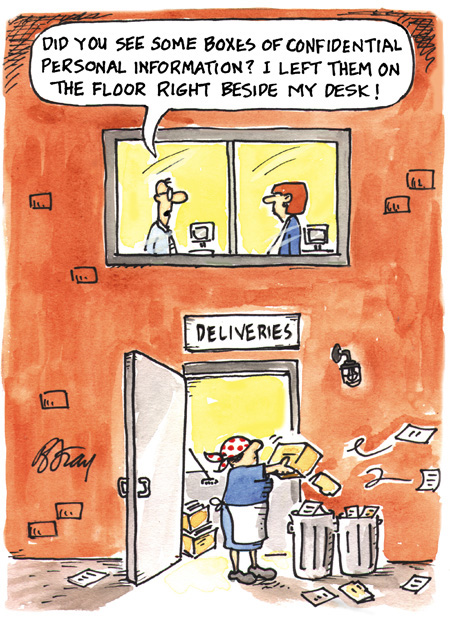 DID YOU SEE SOME BOXES OF CONFIDENTIAL
PERSONAL INFORMATION? I LEFT THEM ON
THE FLOOR RIGHT BESIDE MY DESK!
DELIVERIES